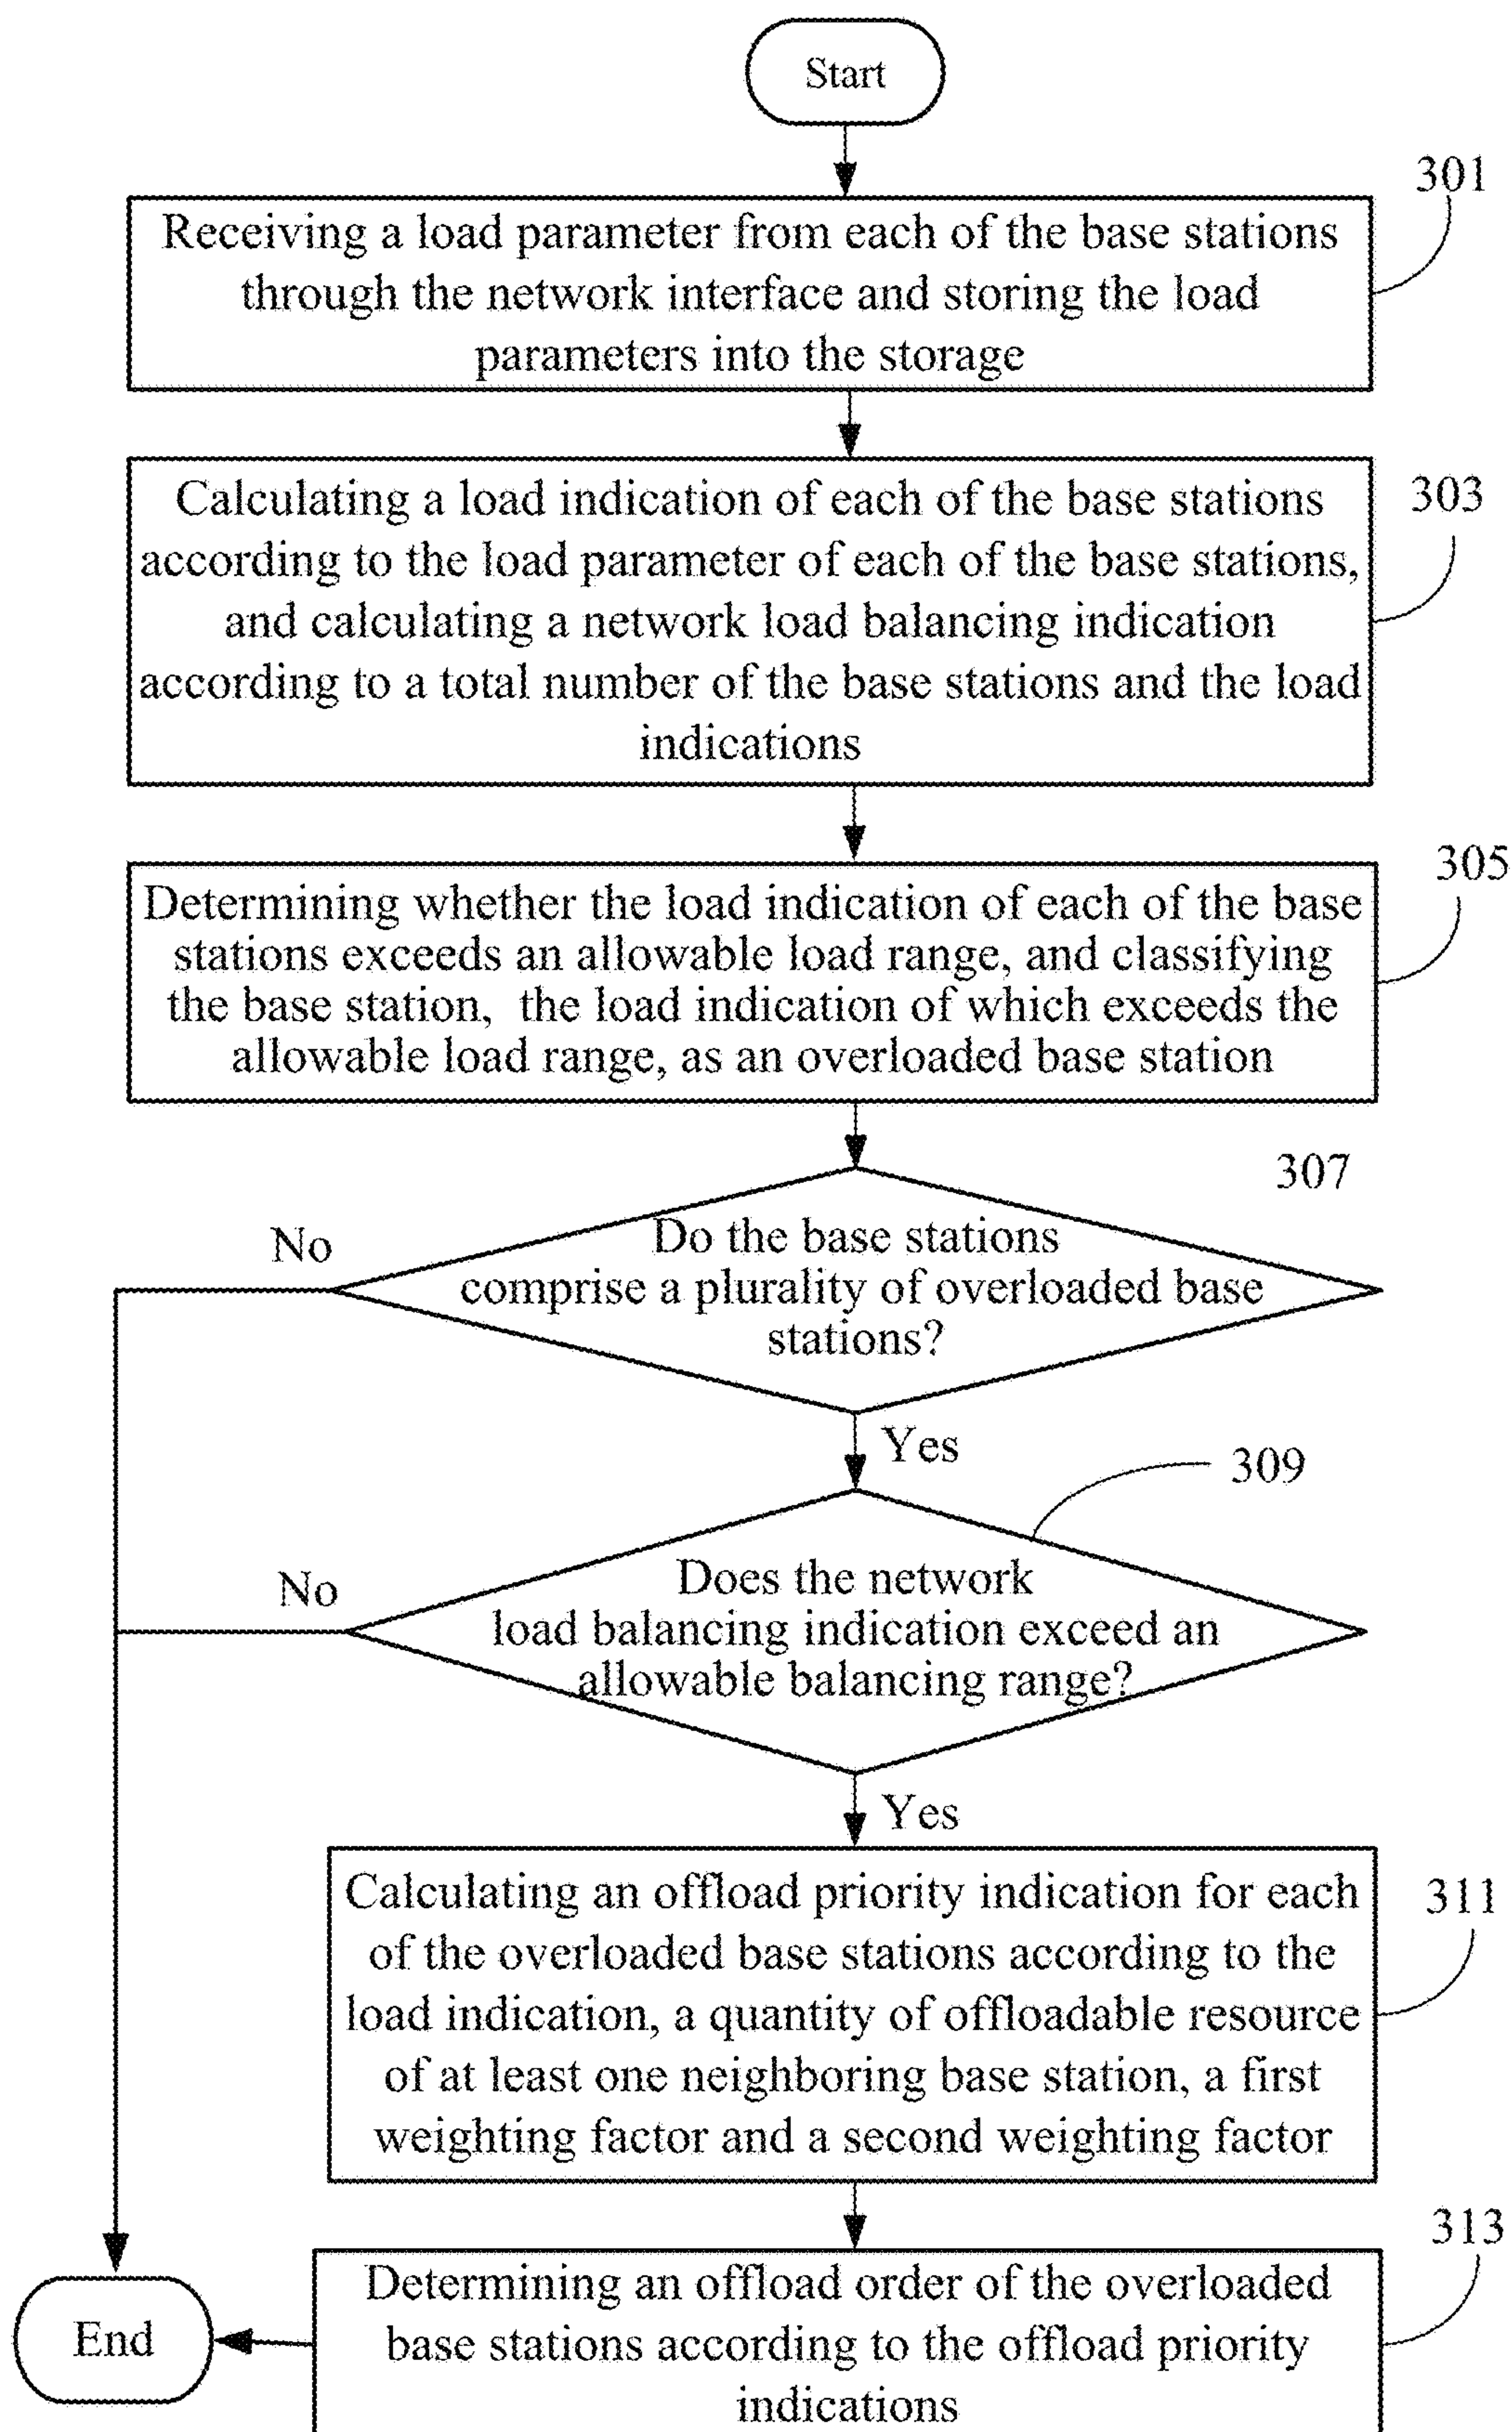 Start
301
Receiving a load parameter from each of the base stations
through the network interface and storing the load
parameters into the storage
303
Calculating a load indication of each of the base stations
according to the load parameter of each of the base stations,
and calculating a network load balancing indication
according to a total number of the base stations and the load
indications
305
Determining whether the load indication of each of the base
stations exceeds an allowable load range, and classifying
the base station, the load indication of which exceeds the
allowable load range, as an overloaded base station
307
No
Do the base stations
comprise a plurality of overloaded base
stations?
Yes
309
No
Does the network
load balancing indication exceed an
allowable balancing range?
Yes
311
Calculating an offload priority indication for each
of the overloaded base stations according to the
load indication, a quantity of offloadable resource
of at least one neighboring base station, a first
weighting factor and a second weighting factor
313
Determining an offload order of the overloaded
base stations according to the offload priority
indications
End